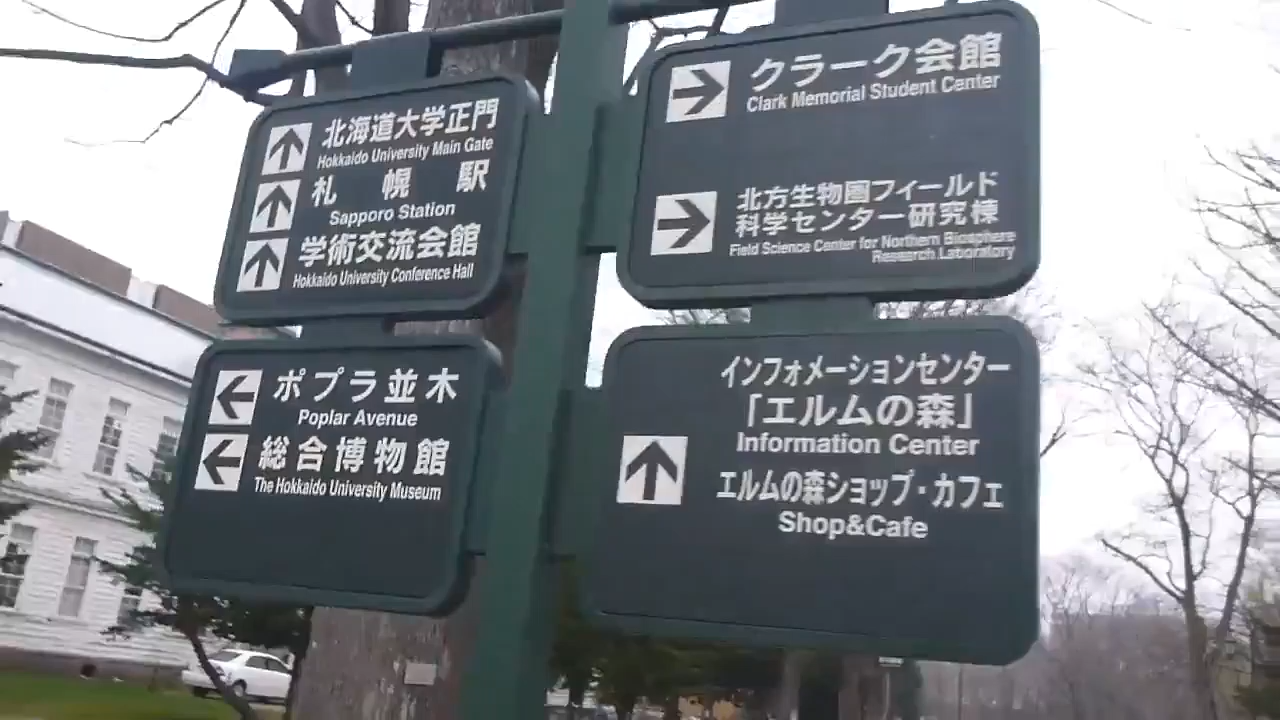 北海道大学正門
Hokkaido University Main Gate
札幌駅
Sapporo Station
学術交流会館
Hokkaido University Conference Hall
ポプラ並木
Poplar Avenue
総合博物館
The Hokkaido University Museum
クラーク会館
Clark Memorial Student Center
北方生物圏フィールド
科学センター研究棟
Field Science Center for Northern Biosphere
Research Laboratory
インフォメーションセンター
「エルムの森」
Information Center
エルムの森ショップ・カフェ
Shop&Cafe